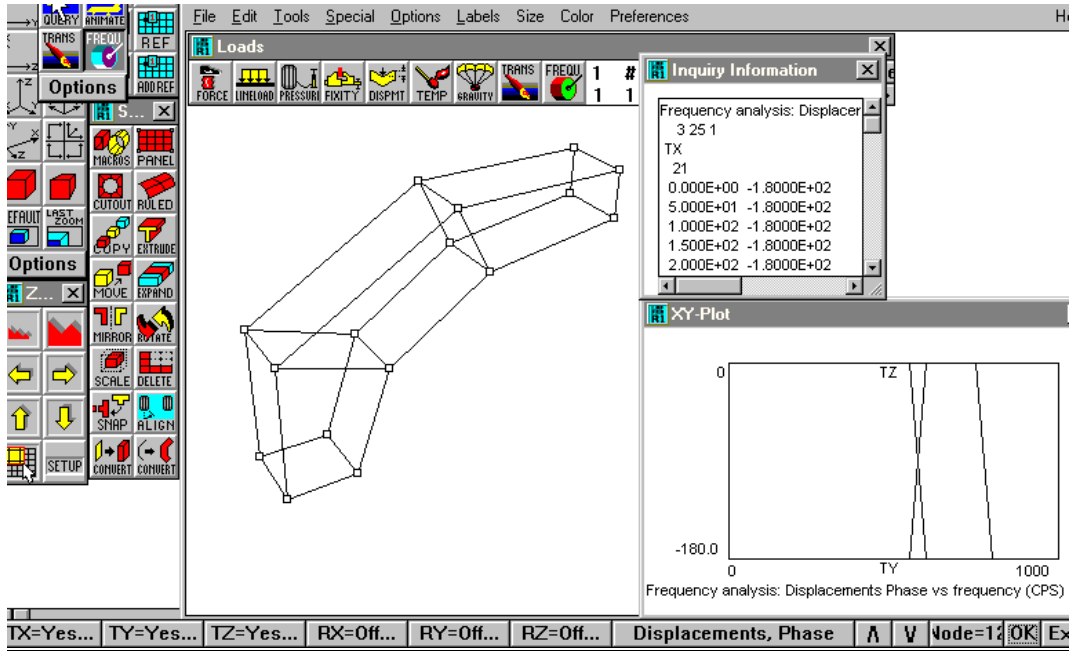 File Edit Tools Special Options Labels Size Color Preferences
QUERY ANIMATE
REF
TRANS FREQU
ADD REF
Options
Loads
FORCE LINELOAD PRESSURE FIXITY DISPMT TEMP GRAVITY TRANS FREQU 1 1 # 1
Inquiry Information
Frequency analysis: Displacer
3 25 1
TX
21
0.000E+00 -1.8000E+02
5.000E+01 -1.8000E+02
1.000E+02 -1.8000E+02
1.500E+02 -1.8000E+02
2.000E+02 -1.8000E+02
S...
MACROS PANEL
CUTOUT RULED
COPY EXTRUDE
MOVE EXPAND
MIRROR ROTATE
SCALE DELETE
SNAP ALIGN
CONVERT CONVERT
EFAULT LAST ZOOM
Options
Z...
SETUP
XY-Plot
0 TZ
-180.0
0 TY 1000
Frequency analysis: Displacements Phase vs frequency (CPS)
TX=Yes... TY=Yes... TZ=Yes... RX=Off... RY=Off... RZ=Off... Displacements, Phase Λ V Node=12 OK Ex